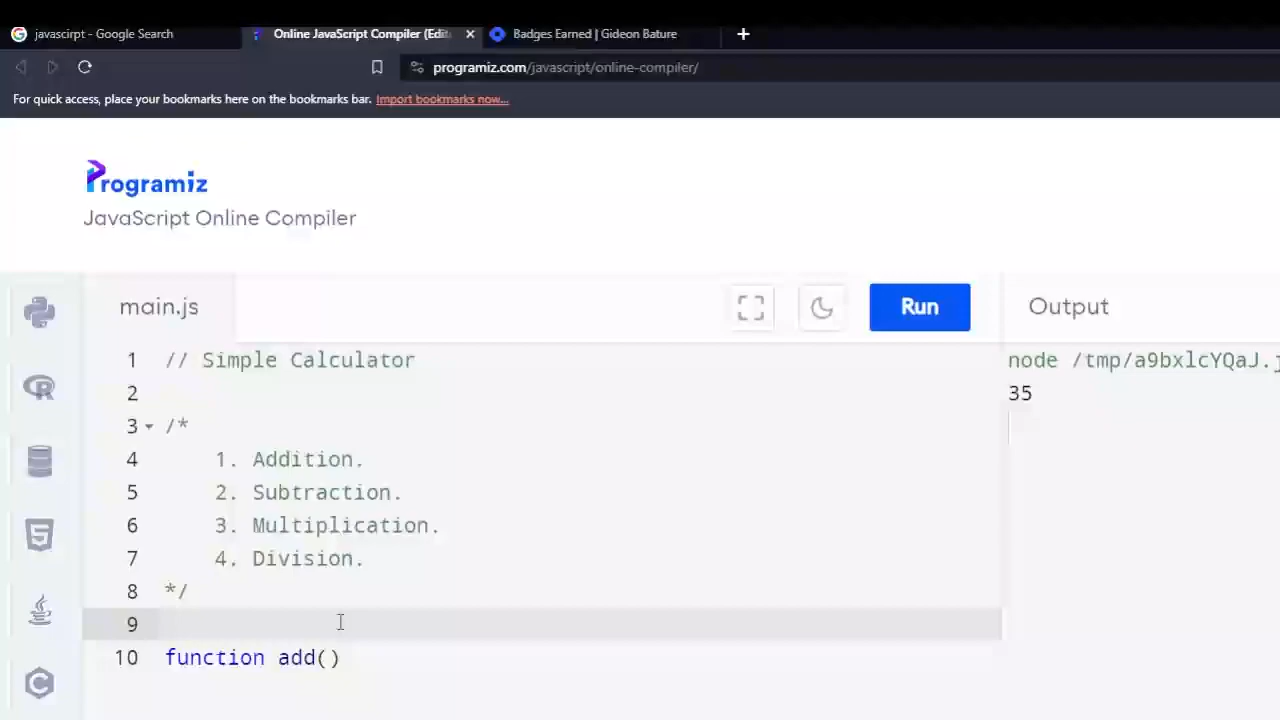 javascirpt - Google Search
Online JavaScript Compiler (Edit
Badges Earned | Gideon Bature
programiz.com/javascript/online-compiler/
For quick access, place your bookmarks here on the bookmarks bar. Import bookmarks now...
Programiz
JavaScript Online Compiler
main.js
Run
Output
1 // Simple Calculator
node /tmp/a9bxlcYQaJ.j
2
35
3 /*
4 1. Addition.
5 2. Subtraction.
6 3. Multiplication.
7 4. Division.
8 */
9
10 function add()